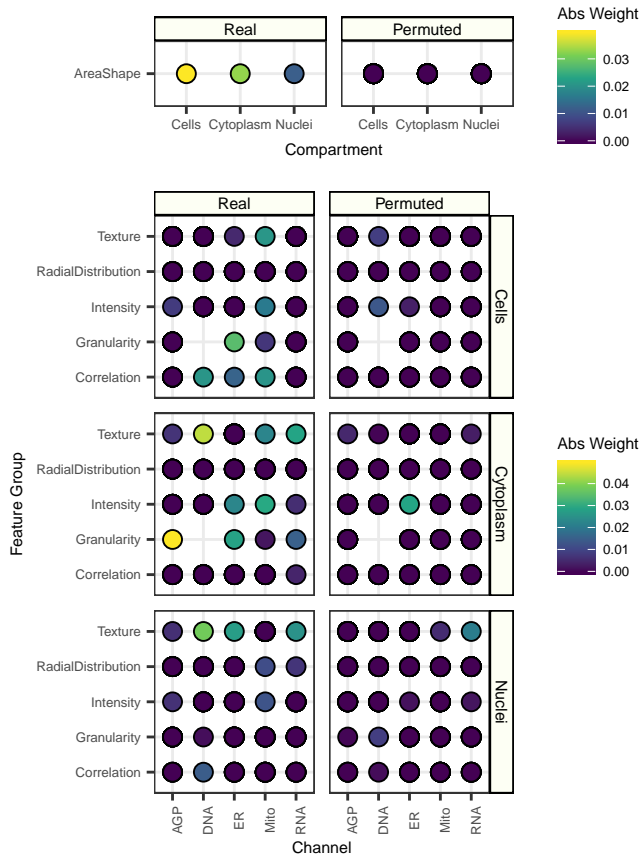 Real
Permuted
AreaShape
Cells
Cytoplasm
Nuclei
Cells
Cytoplasm
Nuclei
Compartment
Abs Weight
0.03
0.02
0.01
0.00
Real
Permuted
Texture
RadialDistribution
Intensity
Granularity
Correlation
Cells
Texture
RadialDistribution
Intensity
Granularity
Correlation
Cytoplasm
Texture
RadialDistribution
Intensity
Granularity
Correlation
Nuclei
Feature Group
AGP
DNA
ER
Mito
RNA
AGP
DNA
ER
Mito
RNA
Channel
Abs Weight
0.04
0.03
0.02
0.01
0.00